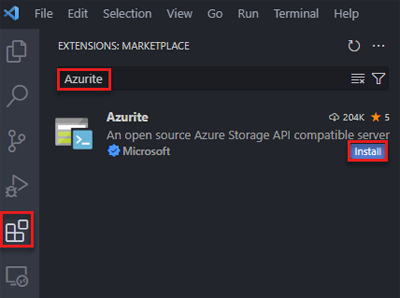 File Edit Selection View Go Run Terminal Help
EXTENSIONS: MARKETPLACE
Azurite
Azurite 204K 5
An open source Azure Storage API compatible server
Microsoft Install